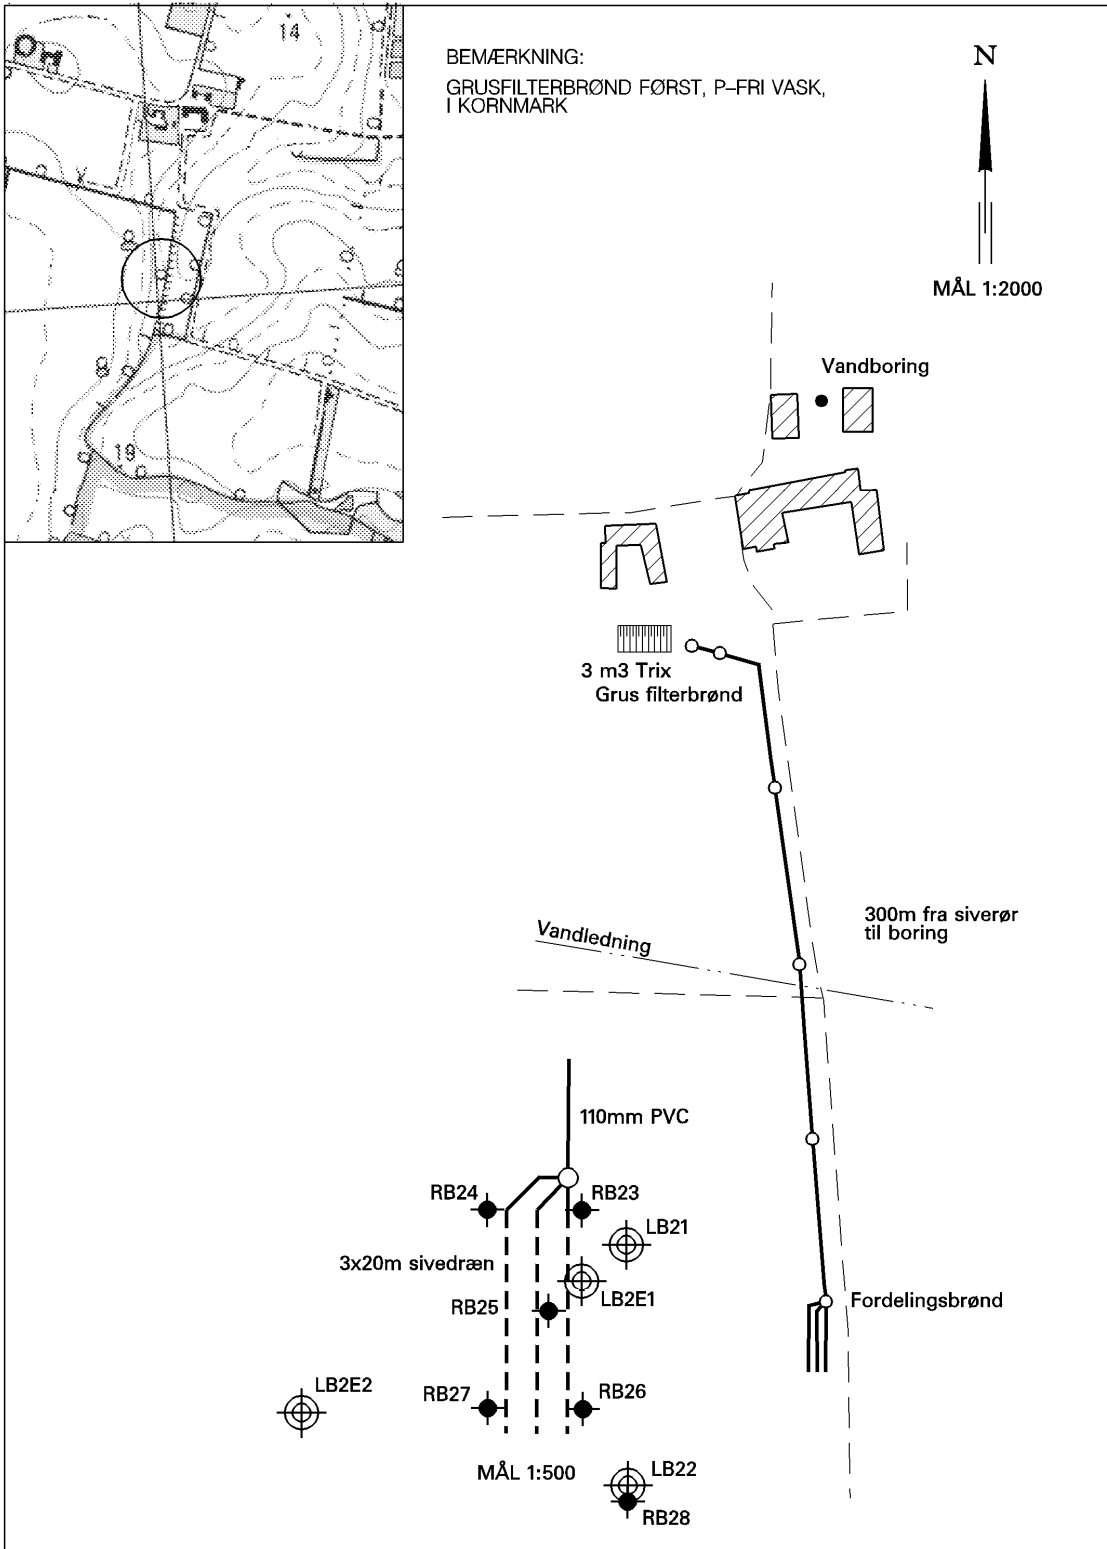 BEMÆRKNING:
GRUSFILTERBRØND FØRST, P–FRI VASK,
I KORNMARK
N
MÅL 1:2000
14
19
Vandboring
3 m3 Trix
Grus filterbrønd
300m fra siverør
til boring
Vandledning
110mm PVC
RB24
RB23
LB21
3x20m sivedræn
LB2E1
RB25
Fordelingsbrønd
LB2E2
RB27
RB26
MÅL 1:500
LB22
RB28